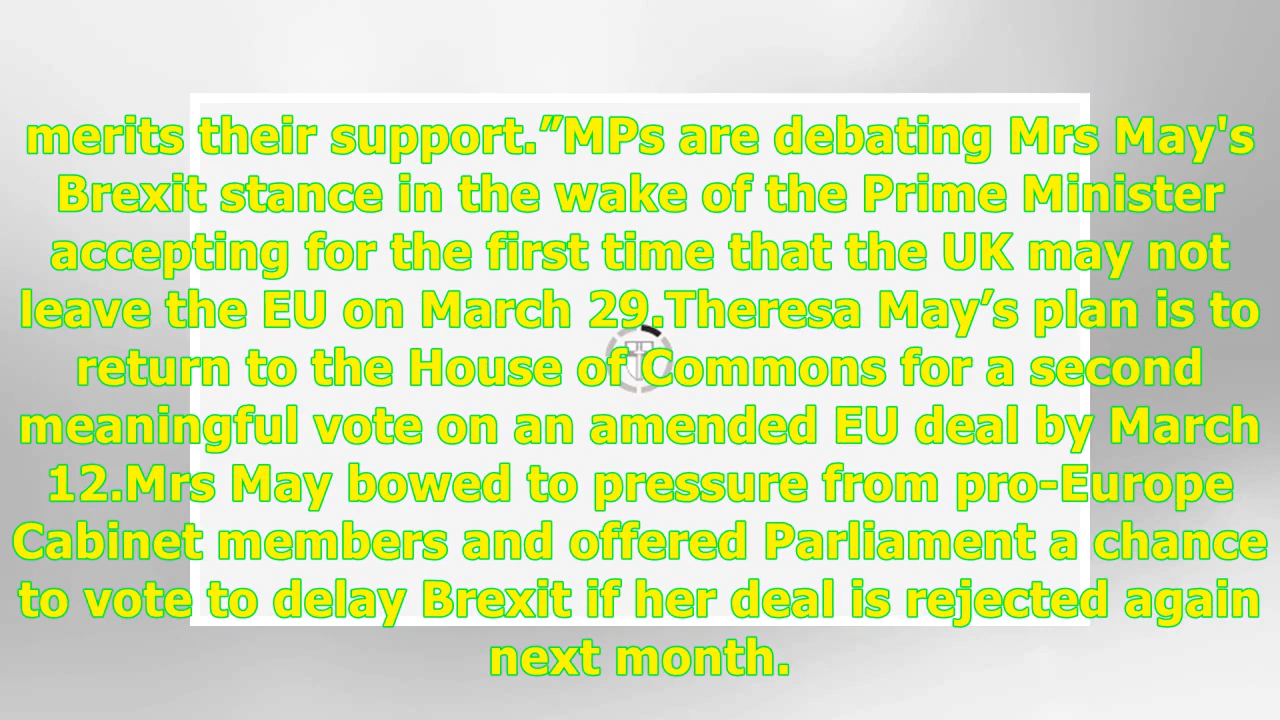 merits their support.”MPs are debating Mrs May's
Brexit stance in the wake of the Prime Minister
accepting for the first time that the UK may not
leave the EU on March 29.Theresa May’s plan is to
return to the House of Commons for a second
meaningful vote on an amended EU deal by March
12.Mrs May bowed to pressure from pro-Europe
Cabinet members and offered Parliament a chance
to vote to delay Brexit if her deal is rejected again
next month.